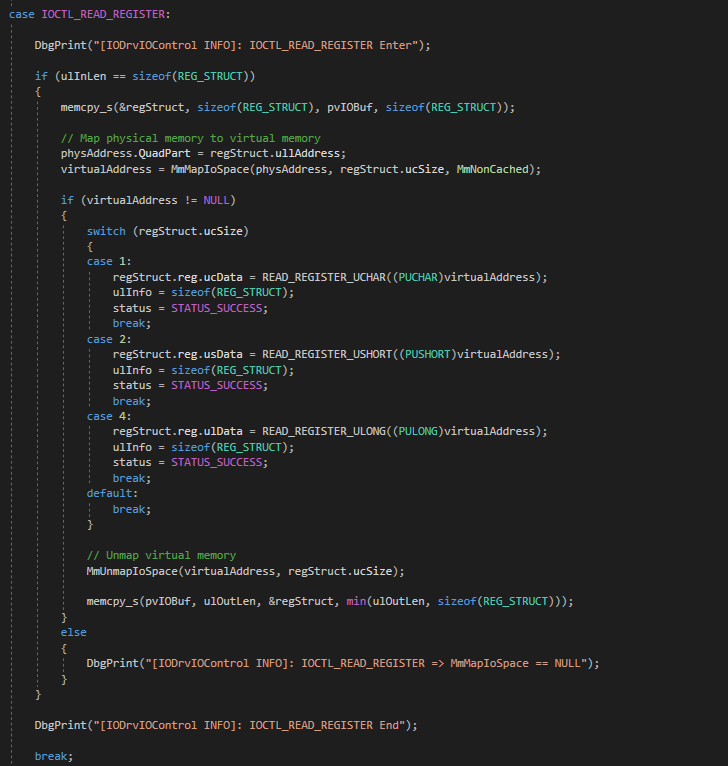 case IOCTL_READ_REGISTER:
DbgPrint("[IODrvIOControl INFO]: IOCTL_READ_REGISTER Enter");
if (ulInLen == sizeof(REG_STRUCT))
{
memcpy_s(&regStruct, sizeof(REG_STRUCT), pvIOBuf, sizeof(REG_STRUCT));
// Map physical memory to virtual memory
physAddress.QuadPart = regStruct.ullAddress;
virtualAddress = MmMapIoSpace(physAddress, regStruct.ucSize, MmNonCached);
if (virtualAddress != NULL)
{
switch (regStruct.ucSize)
{
case 1:
regStruct.reg.ucData = READ_REGISTER_UCHAR((PUCHAR)virtualAddress);
ulInfo = sizeof(REG_STRUCT);
status = STATUS_SUCCESS;
break;
case 2:
regStruct.reg.usData = READ_REGISTER_USHORT((PUSHORT)virtualAddress);
ulInfo = sizeof(REG_STRUCT);
status = STATUS_SUCCESS;
break;
case 4:
regStruct.reg.ulData = READ_REGISTER_ULONG((PULONG)virtualAddress);
ulInfo = sizeof(REG_STRUCT);
status = STATUS_SUCCESS;
break;
default:
break;
}
// Unmap virtual memory
MmUnmapIoSpace(virtualAddress, regStruct.ucSize);
memcpy_s(pvIOBuf, ulOutLen, &regStruct, min(ulOutLen, sizeof(REG_STRUCT)));
}
else
{
DbgPrint("[IODrvIOControl INFO]: IOCTL_READ_REGISTER => MmMapIoSpace == NULL");
}
}
DbgPrint("[IODrvIOControl INFO]: IOCTL_READ_REGISTER End");
break;